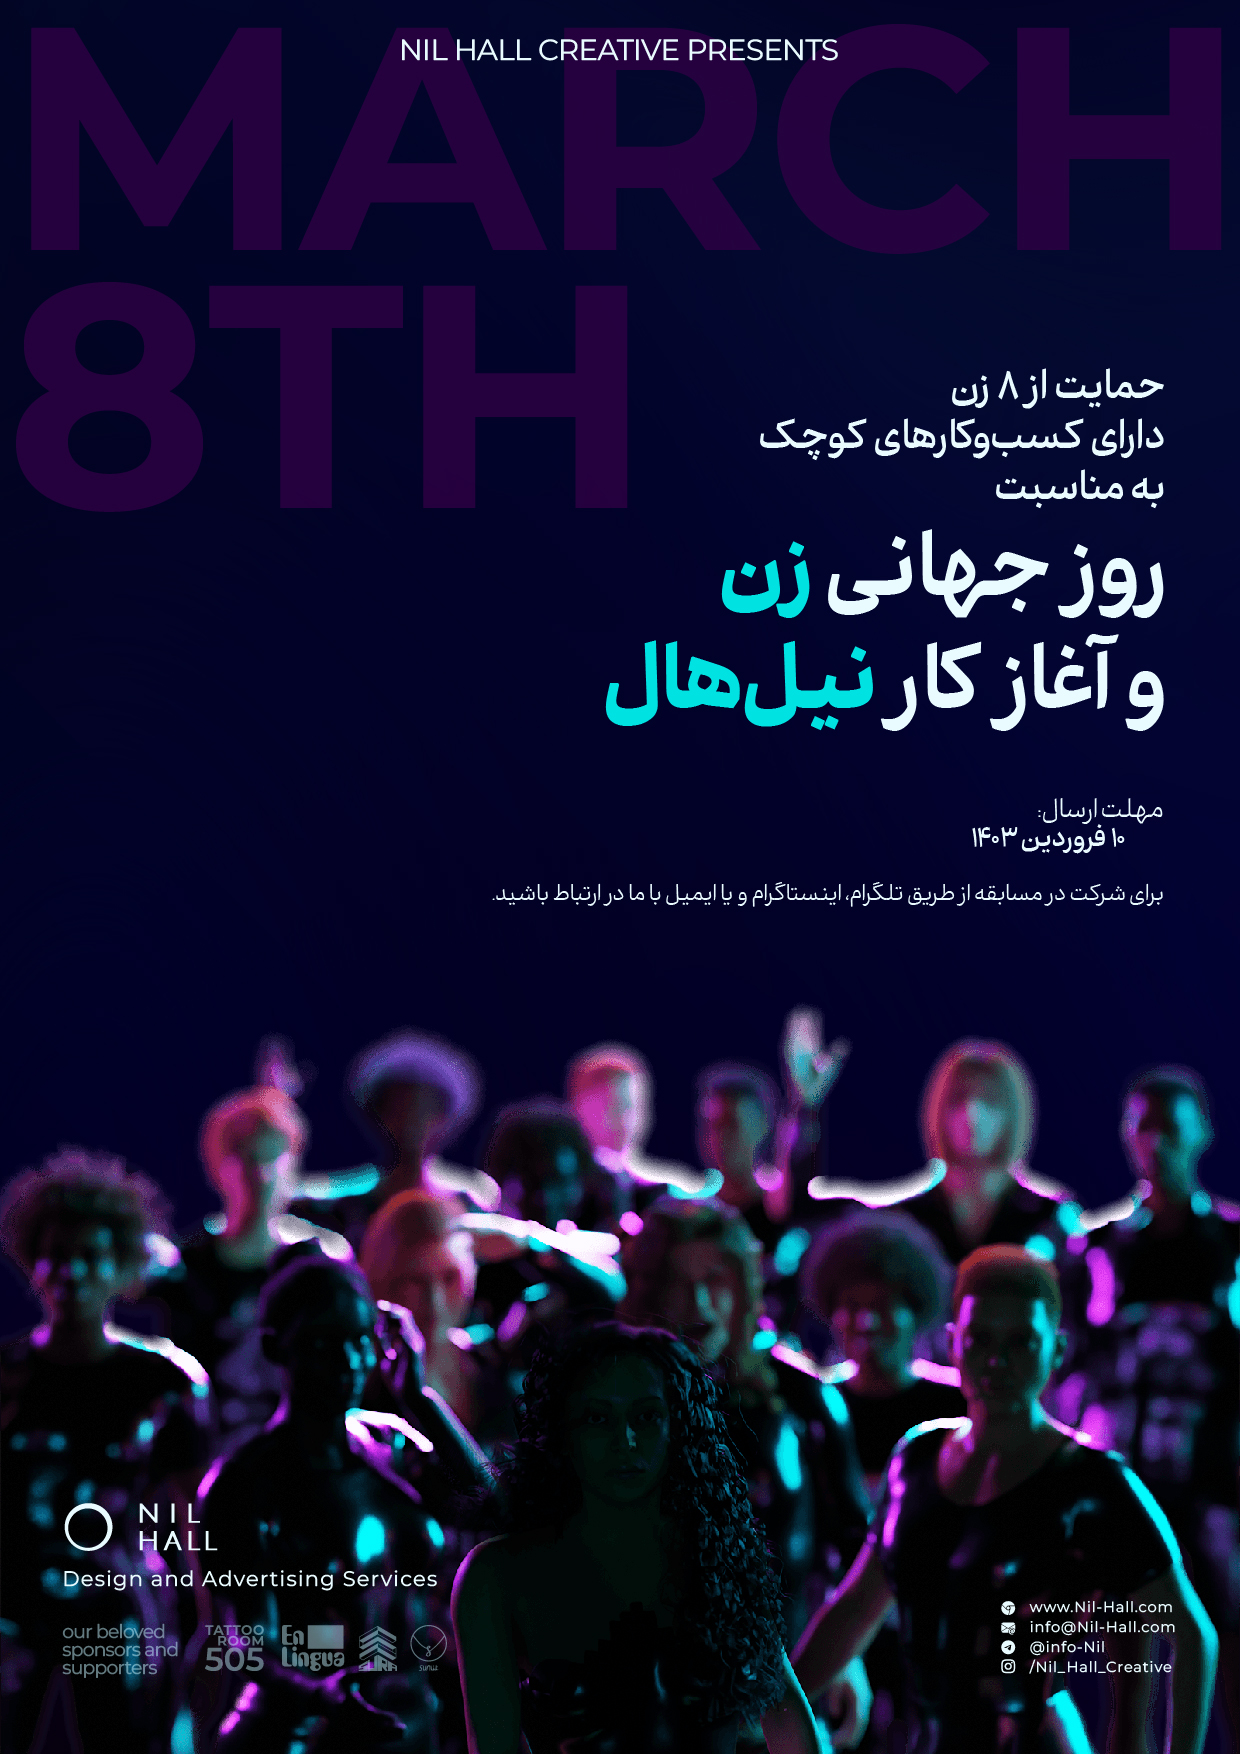 NIL HALL CREATIVE PRESENTS
MARCH
8TH
حمایت از ۸ زن
دارای کسب‌وکارهای کوچک
به مناسبت
روز جهانی زن
و آغاز کار نیل‌هال
مهلت ارسال:
۱۰ فروردین ۱۴۰۳
برای شرکت در مسابقه از طریق تلگرام، اینستاگرام و یا ایمیل با ما در ارتباط باشید.
NIL
HALL
Design and Advertising Services
our beloved
sponsors and
supporters
TATTOO
ROOM
505
En
Lingua
www.Nil-Hall.com
info@Nil-Hall.com
@info-Nil
/Nil_Hall_Creative